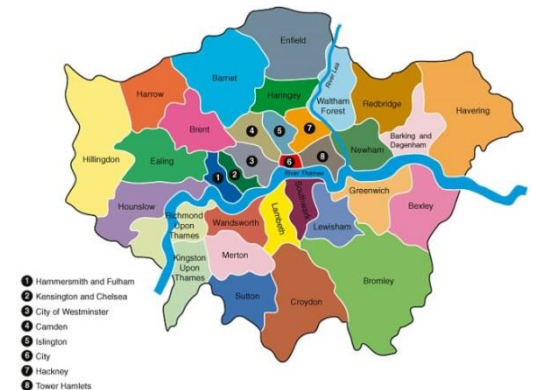 Enfield
Barnet
River Lea
Harrow
Haringey
Waltham
Forest
Redbridge
Havering
Brent
4
5
7
Barking and
Dagenham
Hillingdon
Ealing
3
6
8
Newham
1
2
River Thames
Greenwich
Hounslow
Richmond
Upon
Thames
Wandsworth
Lambeth
Southwark
Lewisham
Bexley
Kingston
Upon
Thames
Merton
Sutton
Croydon
Bromley
1 Hammersmith and Fulham
2 Kensington and Chelsea
3 City of Westminster
4 Camden
5 Islington
6 City
7 Hackney
8 Tower Hamlets